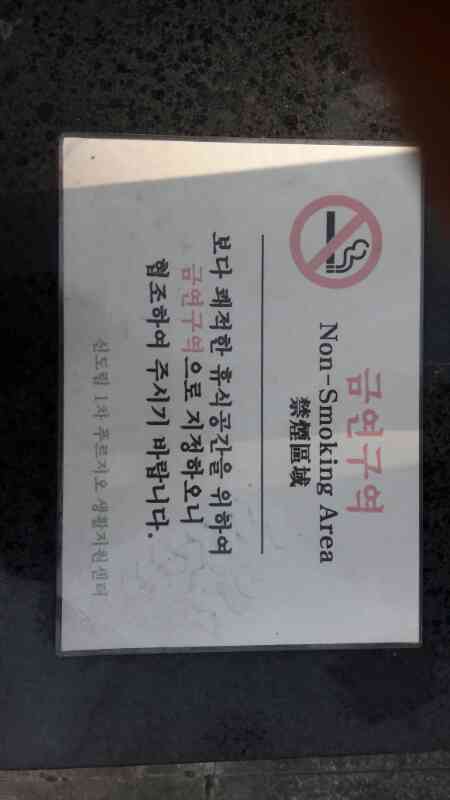 금연구역
Non-Smoking Area
禁煙區域
보다 쾌적한 휴식공간을 위하여
금연구역으로 지정하오니
협조하여 주시기 바랍니다.
신도림 1차 푸르지오 생활지원센터